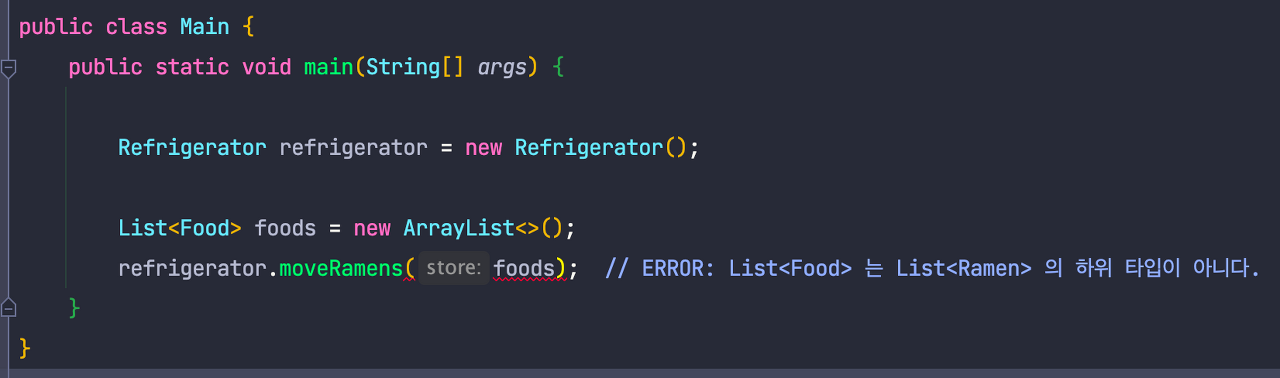 public class Main {
public static void main(String[] args) {
Refrigerator refrigerator = new Refrigerator();
List<Food> foods = new ArrayList<>();
refrigerator.moveRamens( store: foods);  // ERROR: List<Food> 는 List<Ramen> 의 하위 타입이 아니다.
}
}